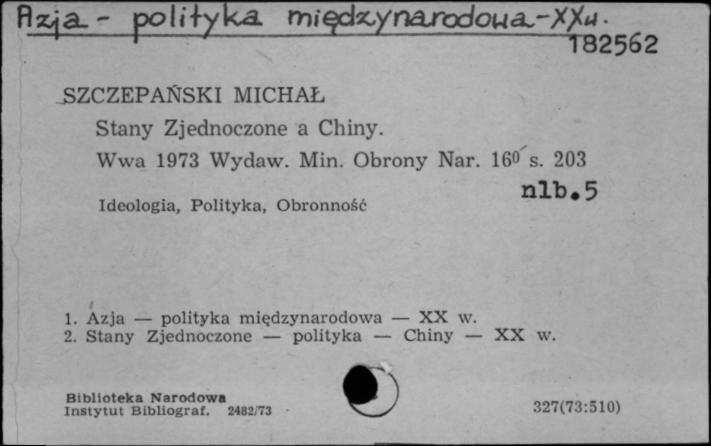 Azja - polityka międzynarodowa - XX w.
182562
SZCZEPAŃSKI MICHAŁ
Stany Zjednoczone a Chiny.
Wwa 1973 Wydaw. Min. Obrony Nar. 16⁰ s. 203
nlb. 5
Ideologia, Polityka, Obronność
1. Azja — polityka międzynarodowa — XX w.
2. Stany Zjednoczone — polityka — Chiny — XX w.
Biblioteka Narodowa
Instytut Bibliograf. 2482/73
327(73:510)